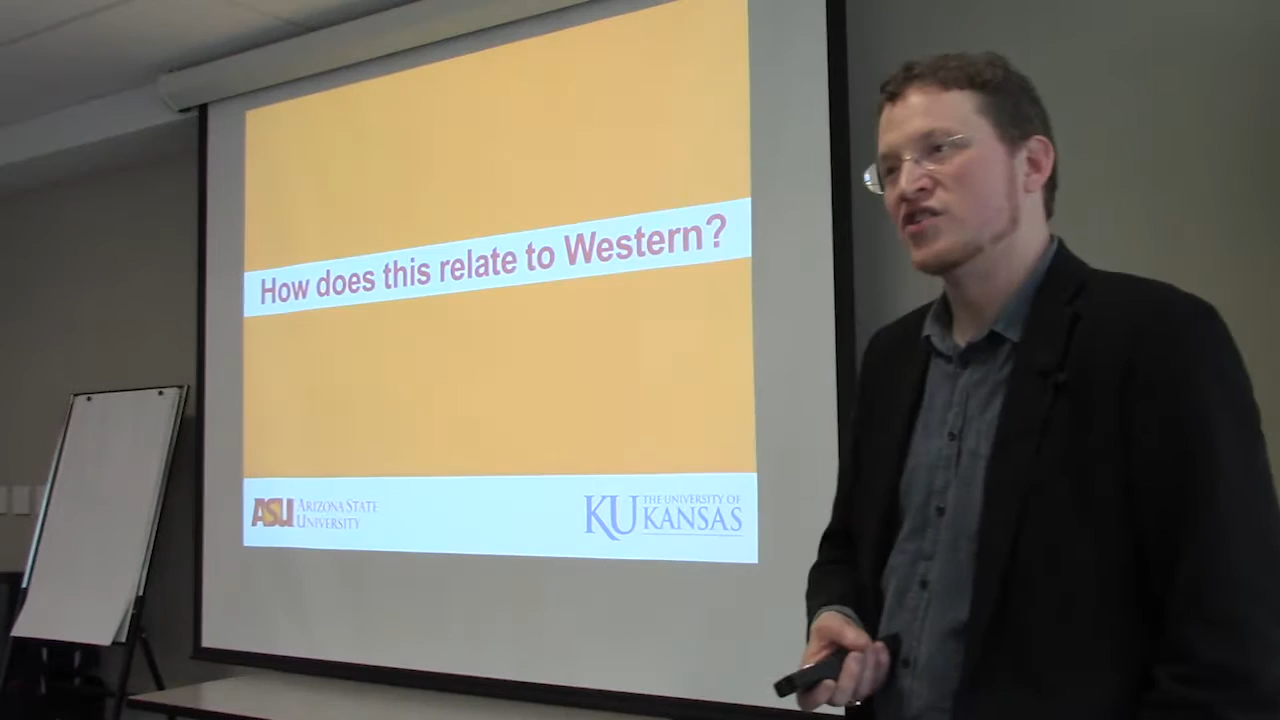 How does this relate to Western?
ASU ARIZONA STATE
UNIVERSITY
KU THE UNIVERSITY OF
KANSAS